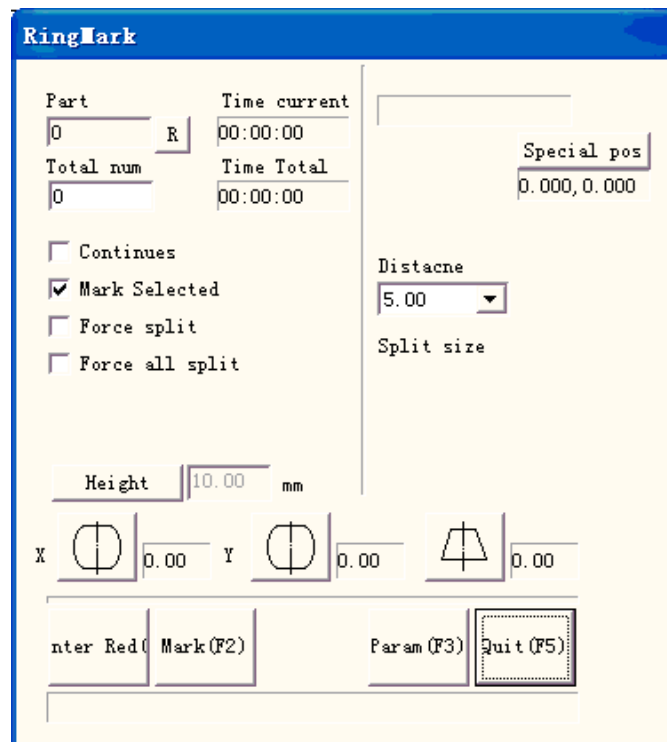 RingMark
Part
Time current
0
R
00:00:00
Total num
Time Total
0
00:00:00
Continues
Mark Selected
Force split
Force all split
Special pos
0.000,0.000
Distacne
5.00
Split size
Height
10.00
mm
X
0.00
Y
0.00
0.00
nter Red(
Mark(F2)
Param(F3)
Quit(F5)